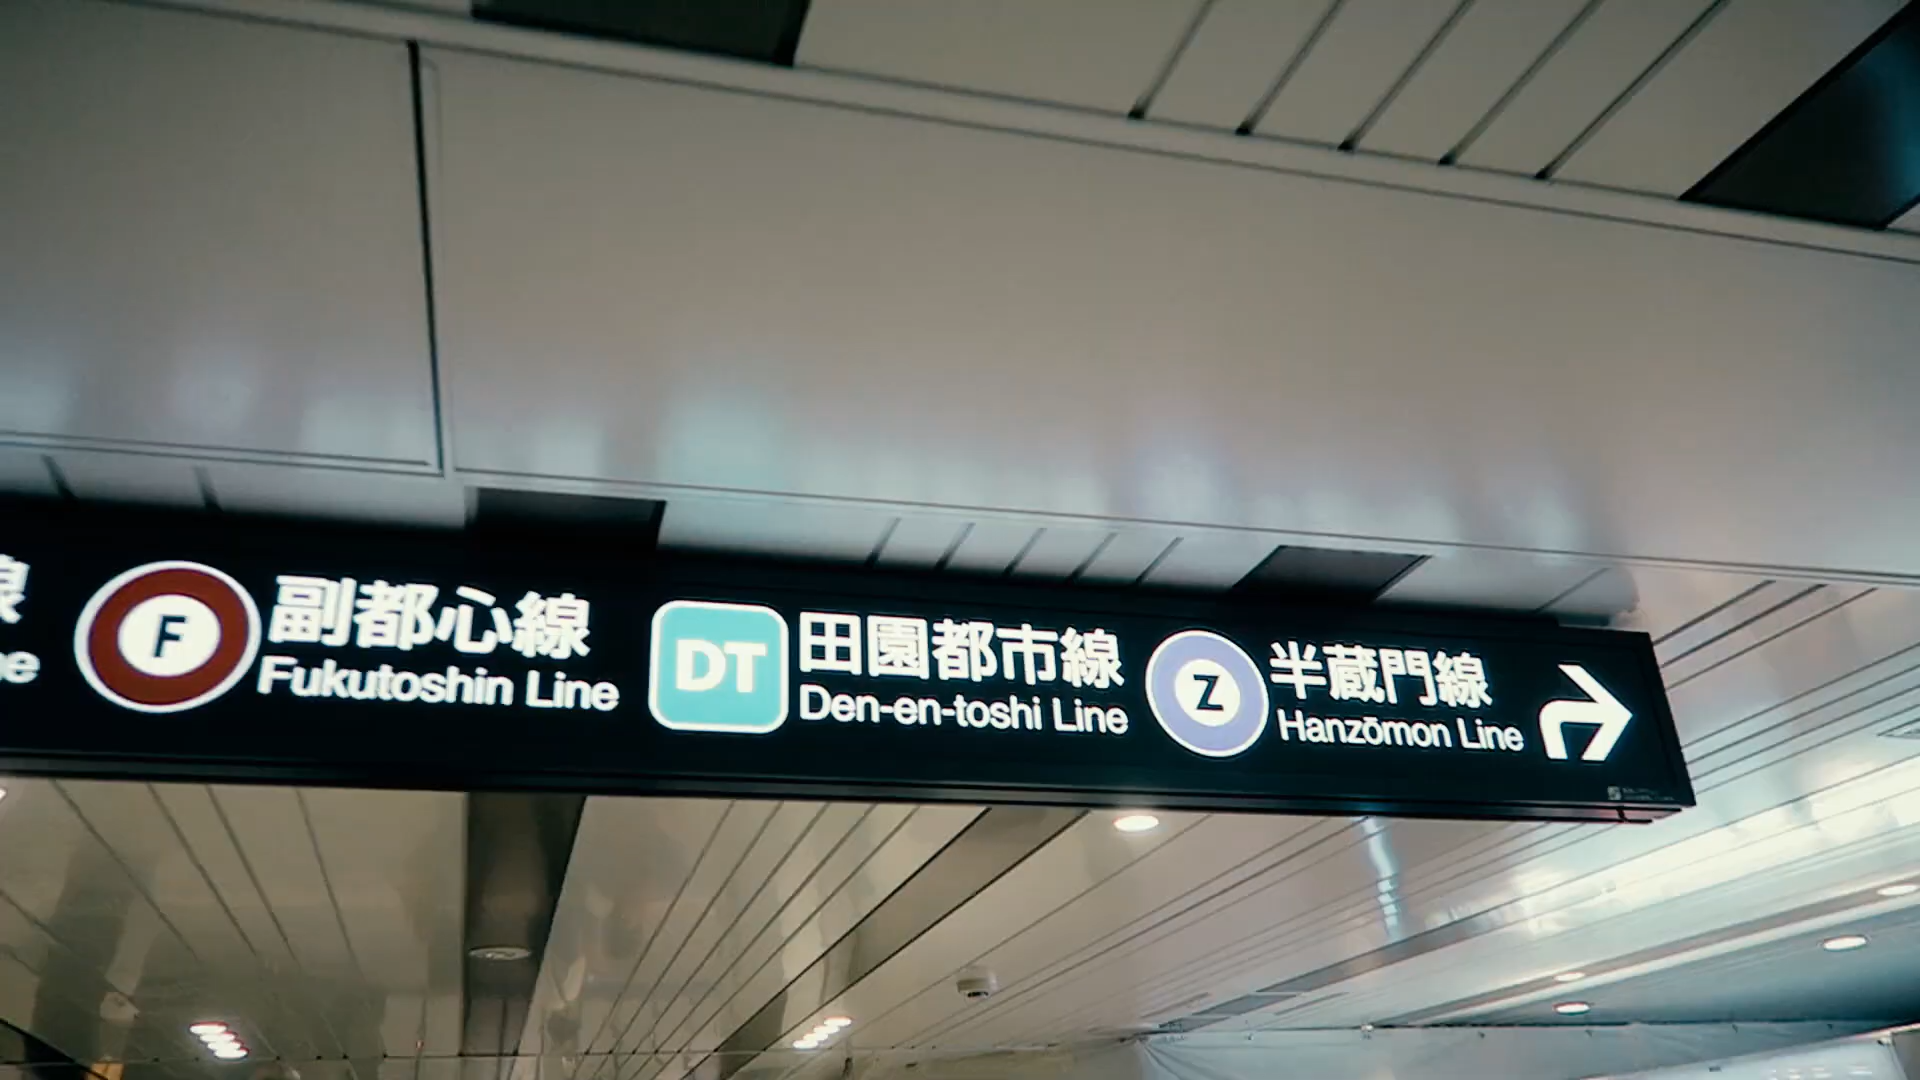 線
F
副都心線
Fukutoshin Line
DT
田園都市線
Den-en-toshi Line
Z
半蔵門線
Hanzōmon Line